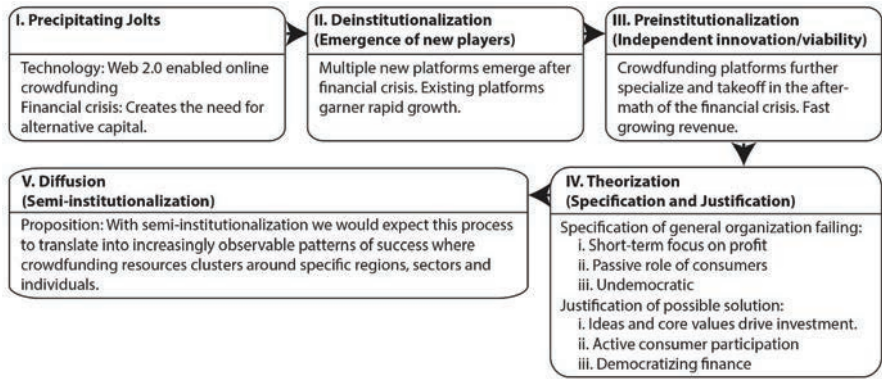 I. Precipitating Jolts
Technology: Web 2.0 enabled online
crowdfunding
Financial crisis: Creates the need for
alternative capital.
II. Deinstitutionalization
(Emergence of new players)
Multiple new platforms emerge after
financial crisis. Existing platforms
garner rapid growth.
III. Preinstitutionalization
(Independent innovation/viability)
Crowdfunding platforms further
specialize and takeoff in the after-
math of the financial crisis. Fast
growing revenue.
IV. Theorization
(Specification and Justification)
Specification of general organization failing:
i. Short-term focus on profit
ii. Passive role of consumers
iii. Undemocratic
Justification of possible solution:
i. Ideas and core values drive investment.
ii. Active consumer participation
iii. Democratizing finance
V. Diffusion
(Semi-institutionalization)
Proposition: With semi-institutionalization we would expect this process
to translate into increasingly observable patterns of success where
crowdfunding resources clusters around specific regions, sectors and
individuals.